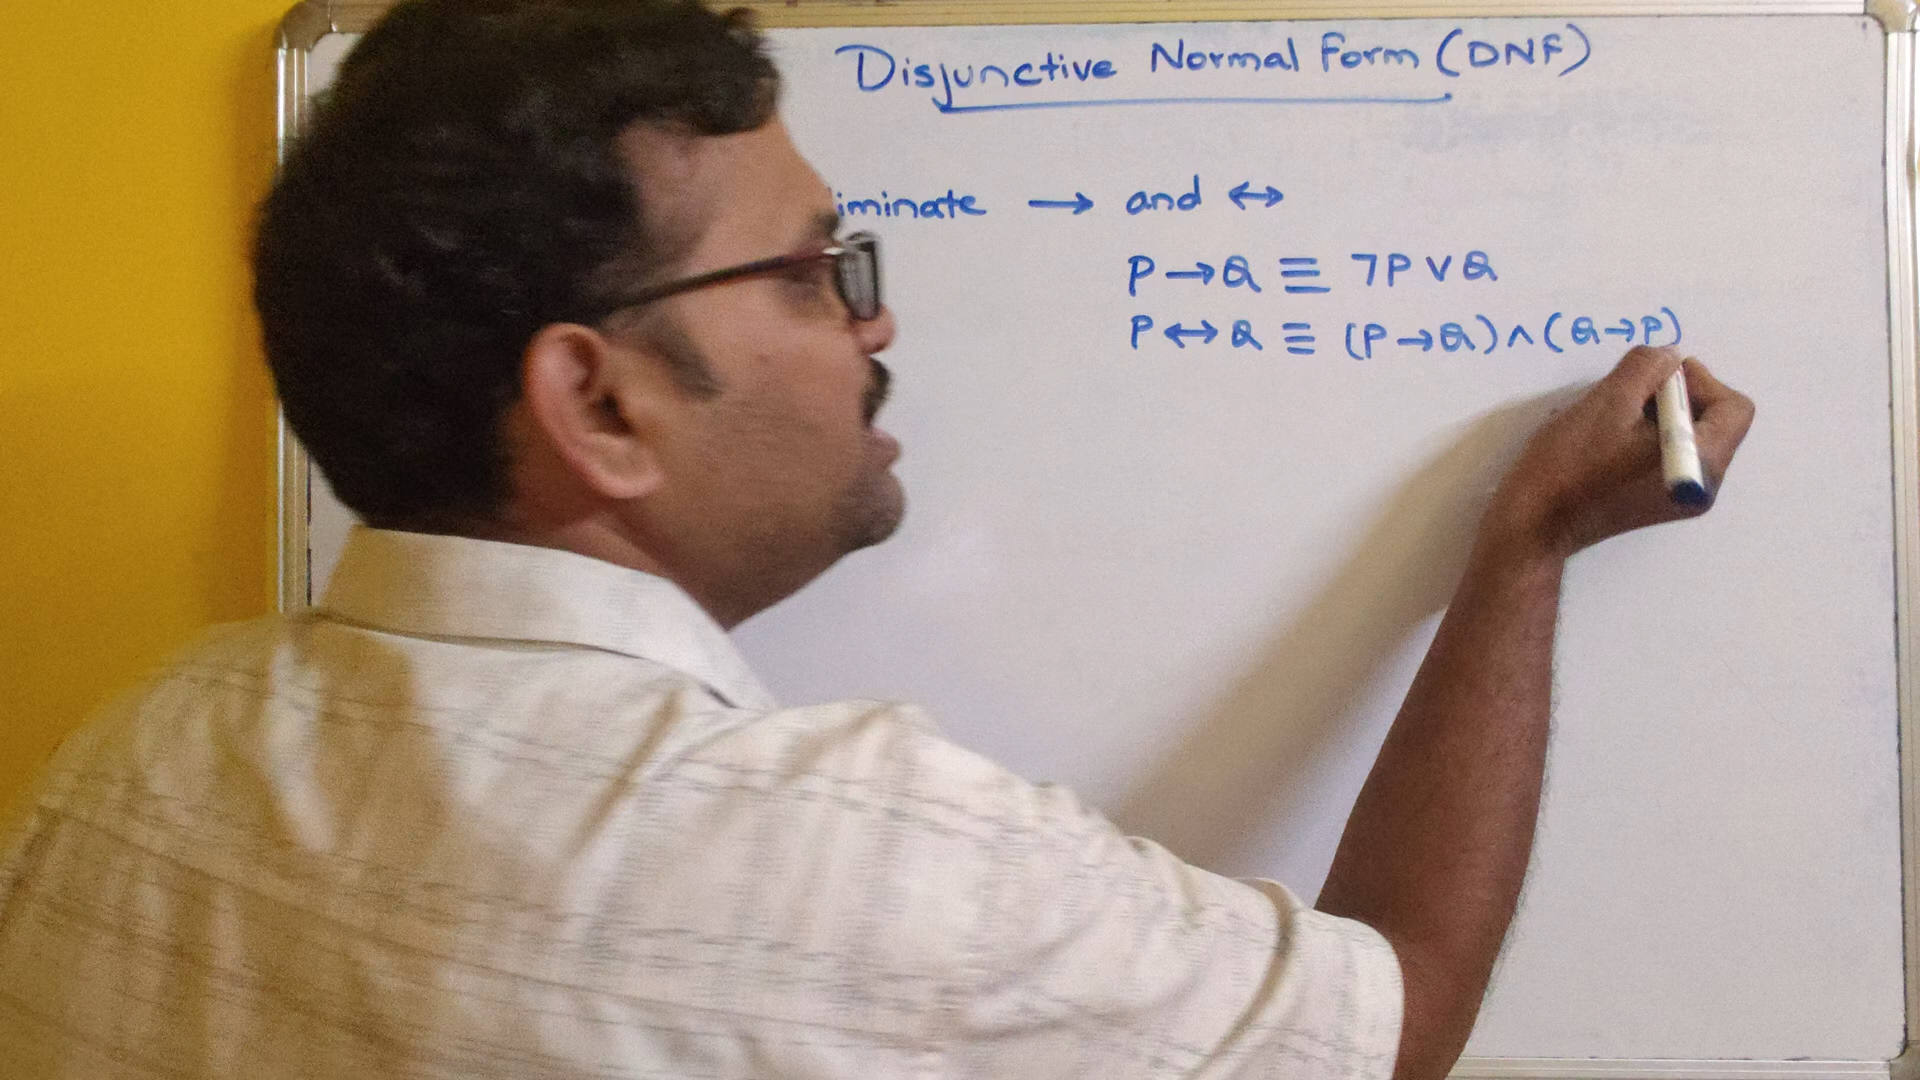 Disjunctive Normal Form (DNF)
iminate → and ↔
P → Q ≡ ¬P ∨ Q
P ↔ Q ≡ (P → Q) ∧ (Q → P)